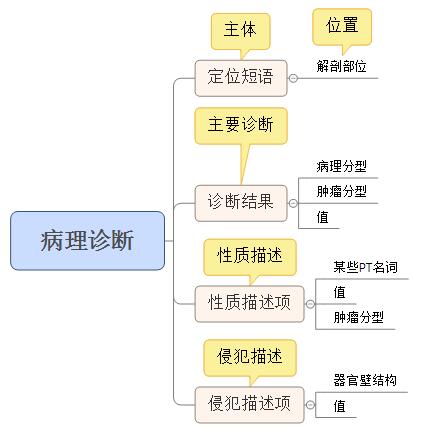 主体
位置
定位短语
解剖部位
主要诊断
病理分型
诊断结果
肿瘤分型
值
病理诊断
性质描述
某些PT名词
性质描述项
值
肿瘤分型
侵犯描述
器官壁结构
侵犯描述项
值